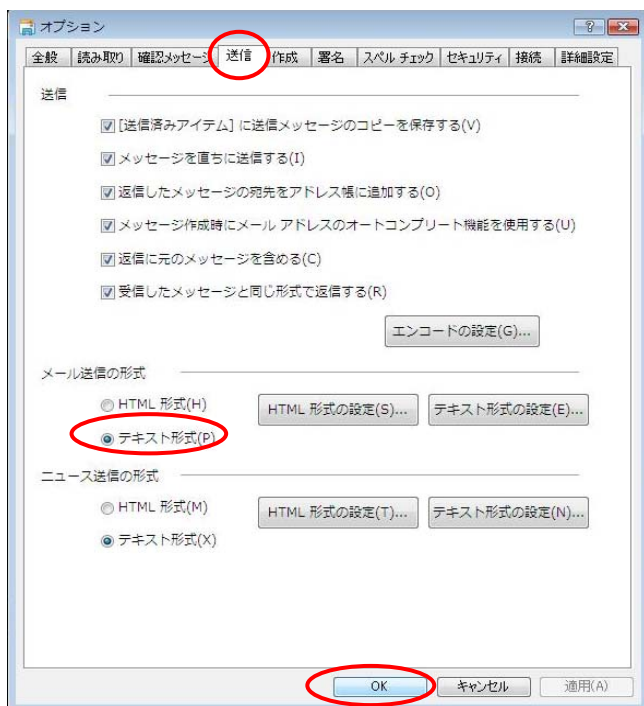 オプション
全般 読み取り 確認メッセージ 送信 作成 署名 スペル チェック セキュリティ 接続 詳細設定
送信
[送信済みアイテム] に送信メッセージのコピーを保存する(V)
メッセージを直ちに送信する(I)
返信したメッセージの宛先をアドレス帳に追加する(O)
メッセージ作成時にメール アドレスのオートコンプリート機能を使用する(U)
返信に元のメッセージを含める(C)
受信したメッセージと同じ形式で返信する(R)
エンコードの設定(G)...
メール送信の形式
HTML 形式(H) HTML 形式の設定(S)... テキスト形式の設定(E)...
テキスト形式(P)
ニュース送信の形式
HTML 形式(M) HTML 形式の設定(T)... テキスト形式の設定(N)...
テキスト形式(X)
OK キャンセル 適用(A)